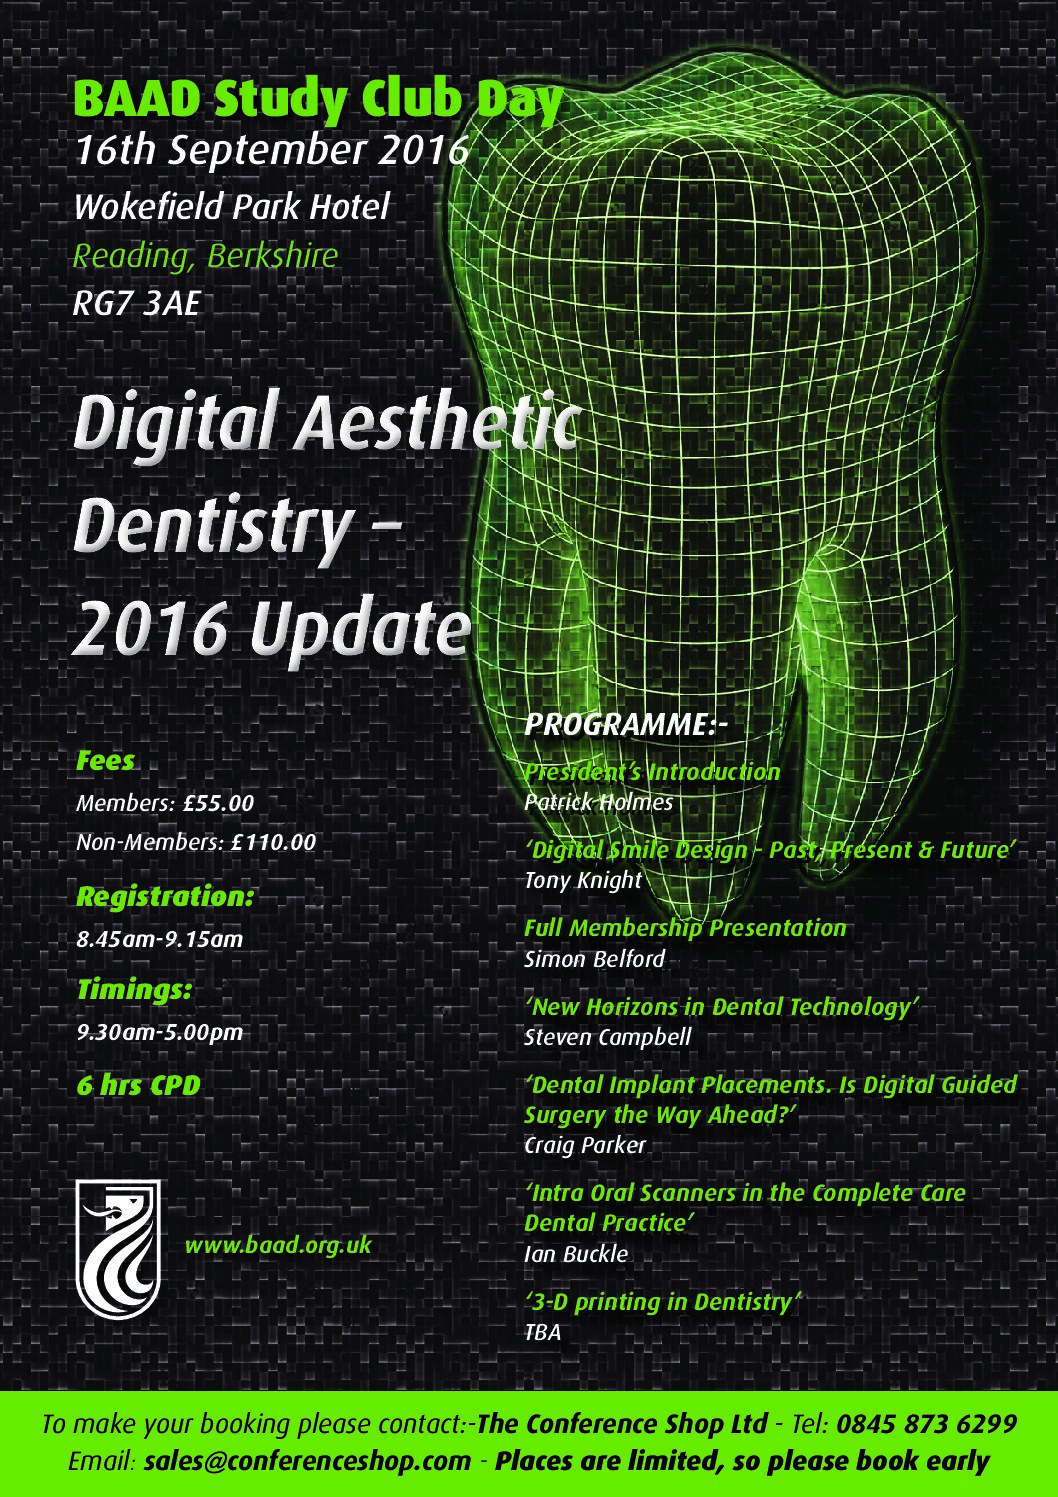 BAAD Study Club Day
16th September 2016
Wokefield Park Hotel
Reading, Berkshire
RG7 3AE
Digital Aesthetic
Dentistry –
2016 Update
Fees
Members: £55.00
Non-Members: £110.00
Registration:
8.45am-9.15am
Timings:
9.30am-5.00pm
6 hrs CPD
www.baad.org.uk
PROGRAMME:-
President's Introduction
Patrick Holmes
'Digital Smile Design - Past, Present & Future'
Tony Knight
Full Membership Presentation
Simon Belford
'New Horizons in Dental Technology'
Steven Campbell
'Dental Implant Placements. Is Digital Guided
Surgery the Way Ahead?'
Craig Parker
'Intra Oral Scanners in the Complete Care
Dental Practice'
Ian Buckle
'3-D printing in Dentistry'
TBA
To make your booking please contact:-The Conference Shop Ltd - Tel: 0845 873 6299
Email: sales@conferenceshop.com - Places are limited, so please book early